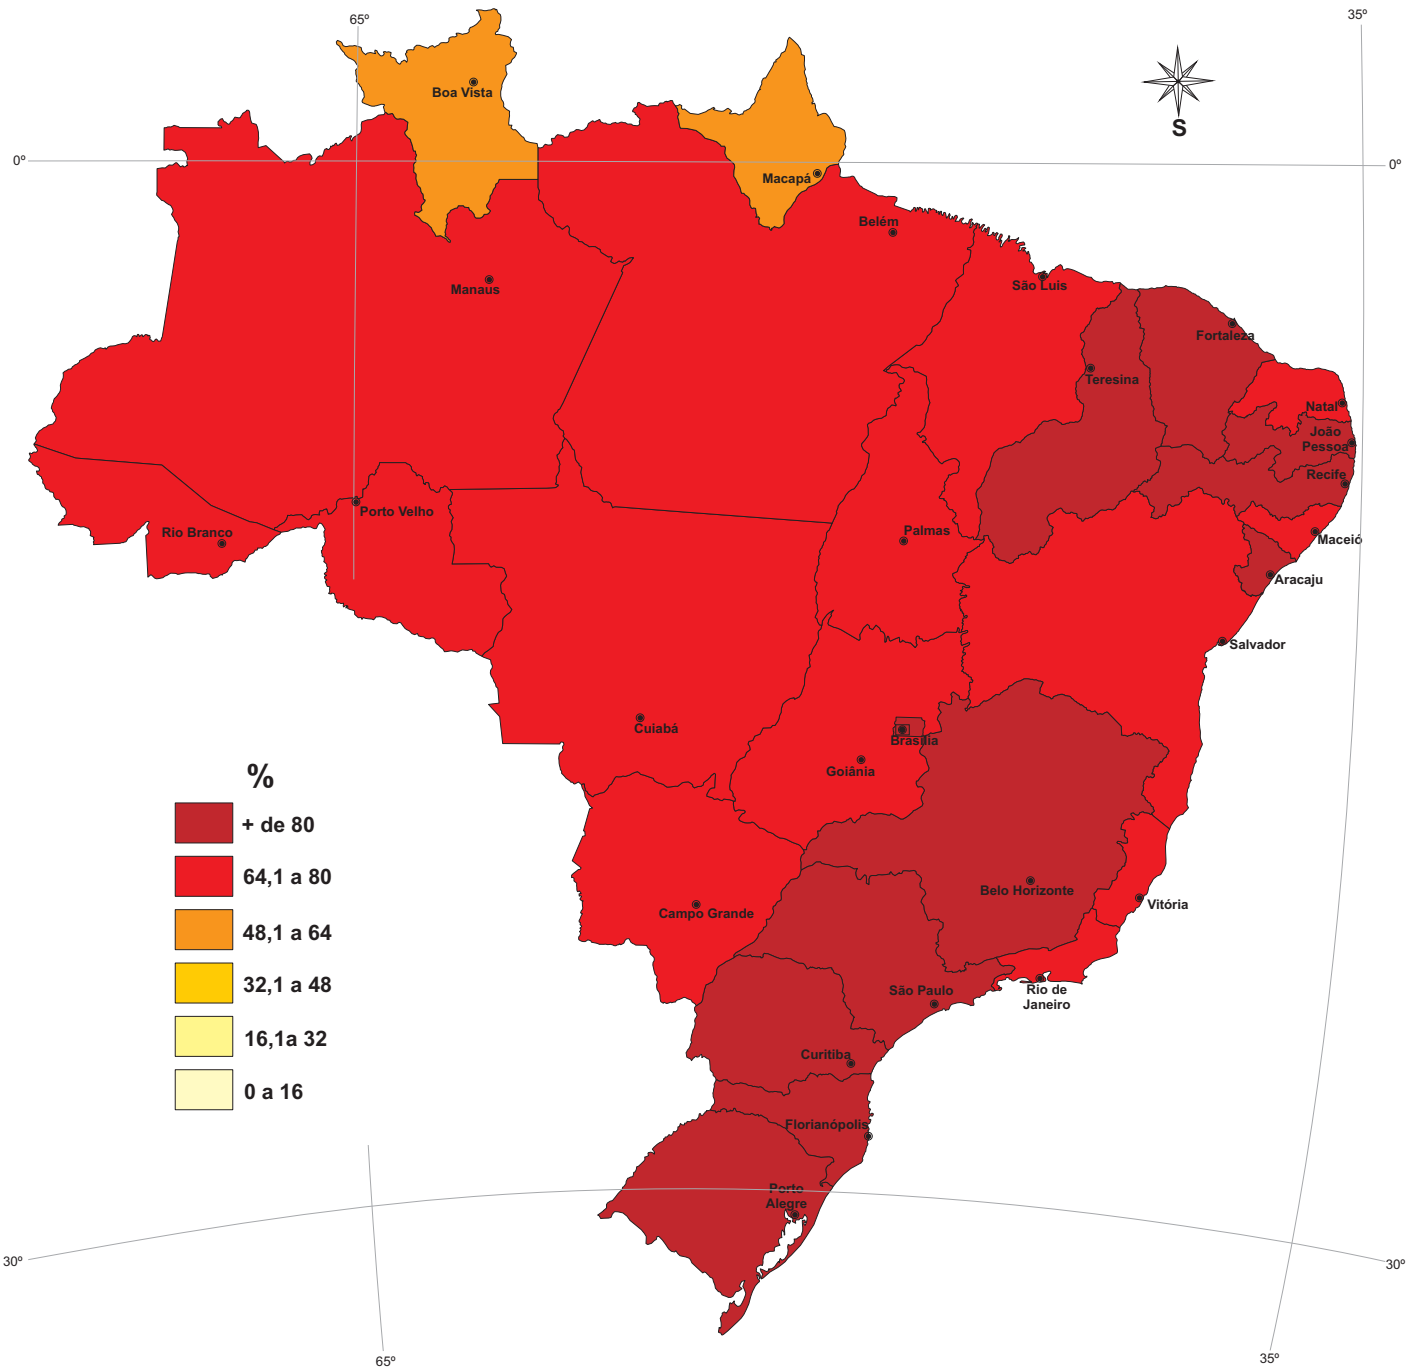 65º
35º
Boa Vista
S
0º
0º
Macapá
Belém
Manaus
São Luis
Fortaleza
Teresina
Natal
João
Pessoa
Recife
Porto Velho
Rio Branco
Palmas
Maceió
Aracaju
Salvador
Cuiabá
Brasília
Goiânia
%
+ de 80
64,1 a 80
48,1 a 64
32,1 a 48
16,1a 32
0 a 16
Belo Horizonte
Vitória
Campo Grande
São Paulo
Rio de
Janeiro
Curitiba
Florianópolis
Porto
Alegre
30º
30º
65º
35º